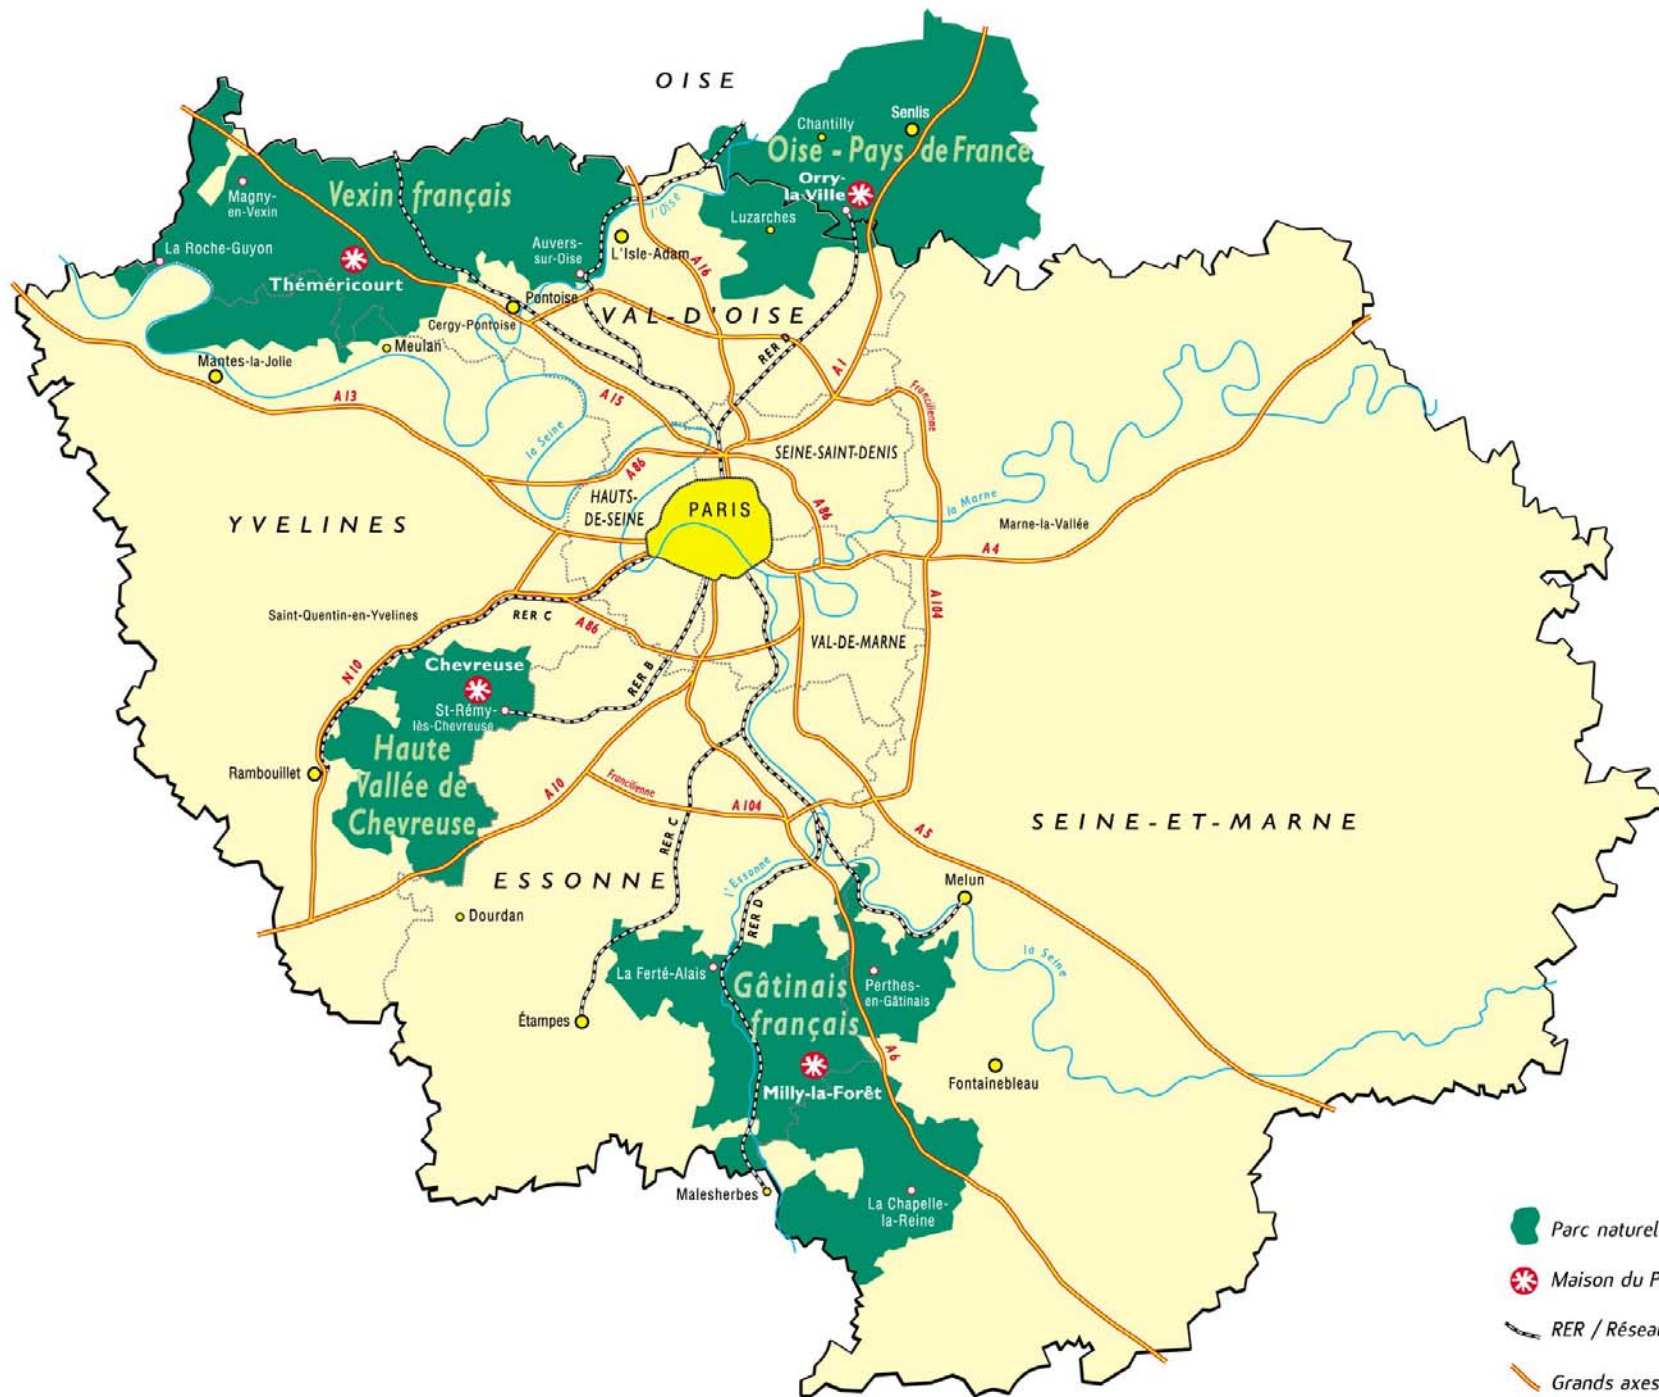 OISE
Chantilly
Senlis
Oise - Pays de France
Orry-
la-Ville
Luzarches
Vexin français
Magny-
en-Vexin
La Roche-Guyon
Théméricourt
Auvers-
sur-Oise
l'Oise
L'Isle-Adam
A16
Pontoise
Cergy-Pontoise
VAL-D'OISE
Meulan
Mantes-la-Jolie
RER D
A1
A13
A15
Francilienne
la Seine
A86
SEINE-SAINT-DENIS
HAUTS-
DE-SEINE
PARIS
A86
la Marne
Marne-la-Vallée
YVELINES
A4
Saint-Quentin-en-Yvelines
RER C
A86
A104
VAL-DE-MARNE
N10
Chevreuse
RER B
St-Rémy-
lès-Chevreuse
Haute
Vallée de
Chevreuse
Rambouillet
A10
Francilienne
A104
RER C
A5
SEINE-ET-MARNE
ESSONNE
l'Essonne
Melun
Dourdan
RER D
la Seine
La Ferté-Alais
Gâtinais
français
Perthes-
en-Gâtinais
Étampes
A6
Milly-la-Forêt
Fontainebleau
Malesherbes
La Chapelle-
la-Reine
Parc naturel
Maison du P
RER / Résea
Grands axes